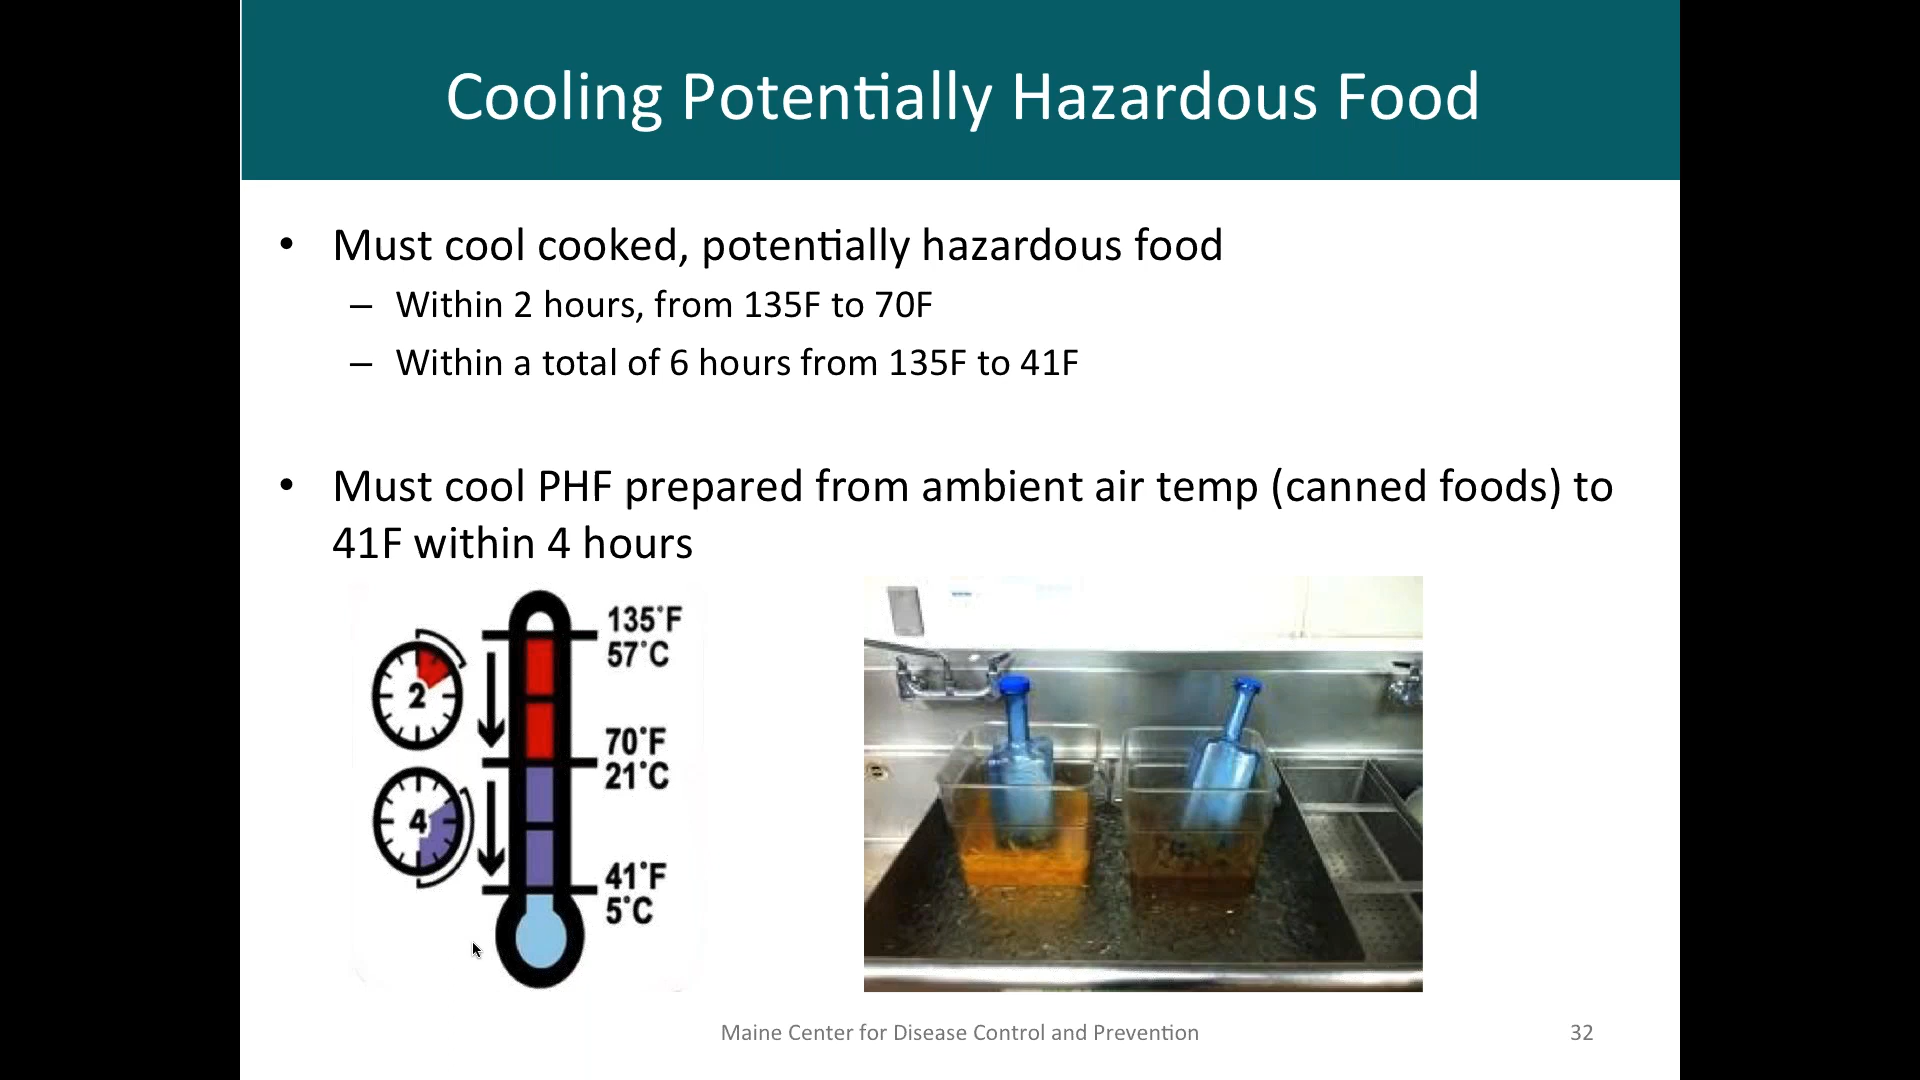 Cooling Potentially Hazardous Food
• Must cool cooked, potentially hazardous food
– Within 2 hours, from 135F to 70F
– Within a total of 6 hours from 135F to 41F
• Must cool PHF prepared from ambient air temp (canned foods) to
41F within 4 hours
135°F
57°C
2
70°F
21°C
4
41°F
5°C
Maine Center for Disease Control and Prevention
32